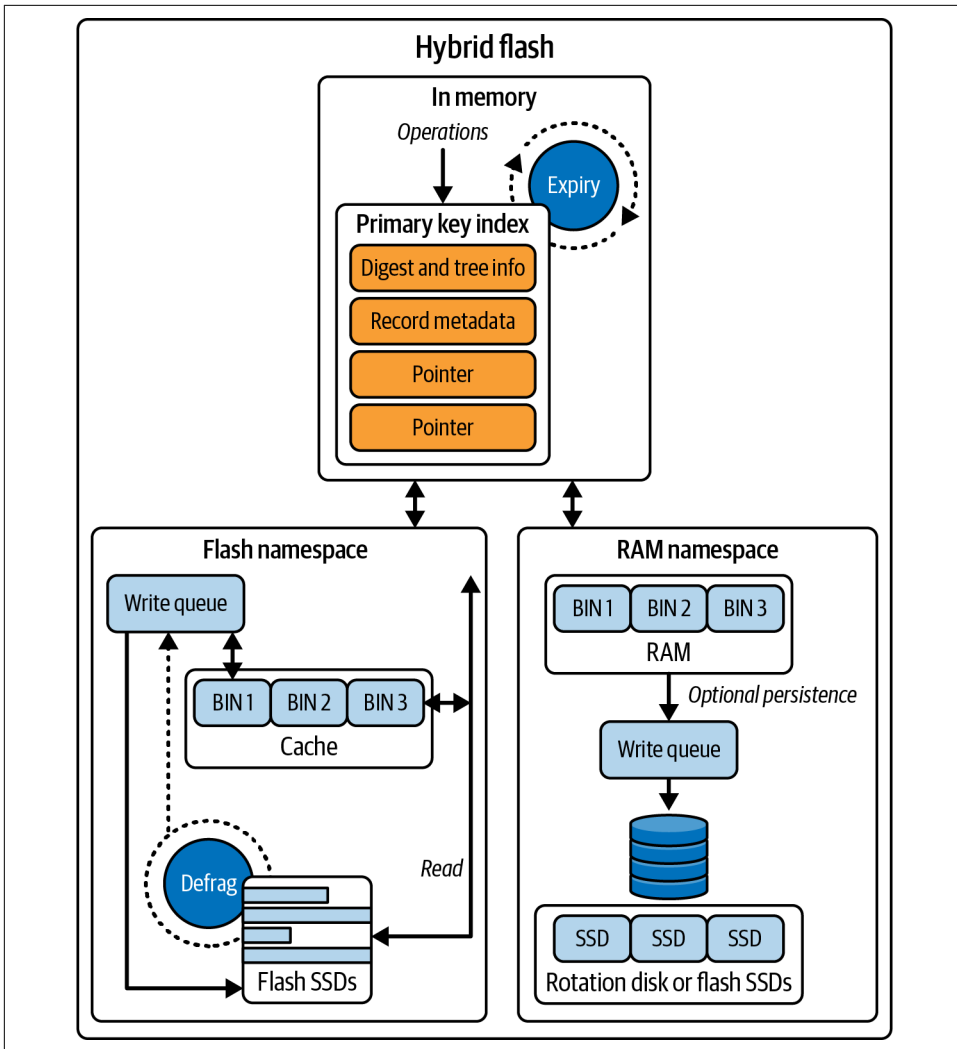 Hybrid flash
In memory
Operations
Expiry
Primary key index
Digest and tree info
Record metadata
Pointer
Pointer
Flash namespace
Write queue
BIN 1 BIN 2 BIN 3
Cache
Defrag
Read
Flash SSDs
RAM namespace
BIN 1 BIN 2 BIN 3
RAM
Optional persistence
Write queue
SSD SSD SSD
Rotation disk or flash SSDs